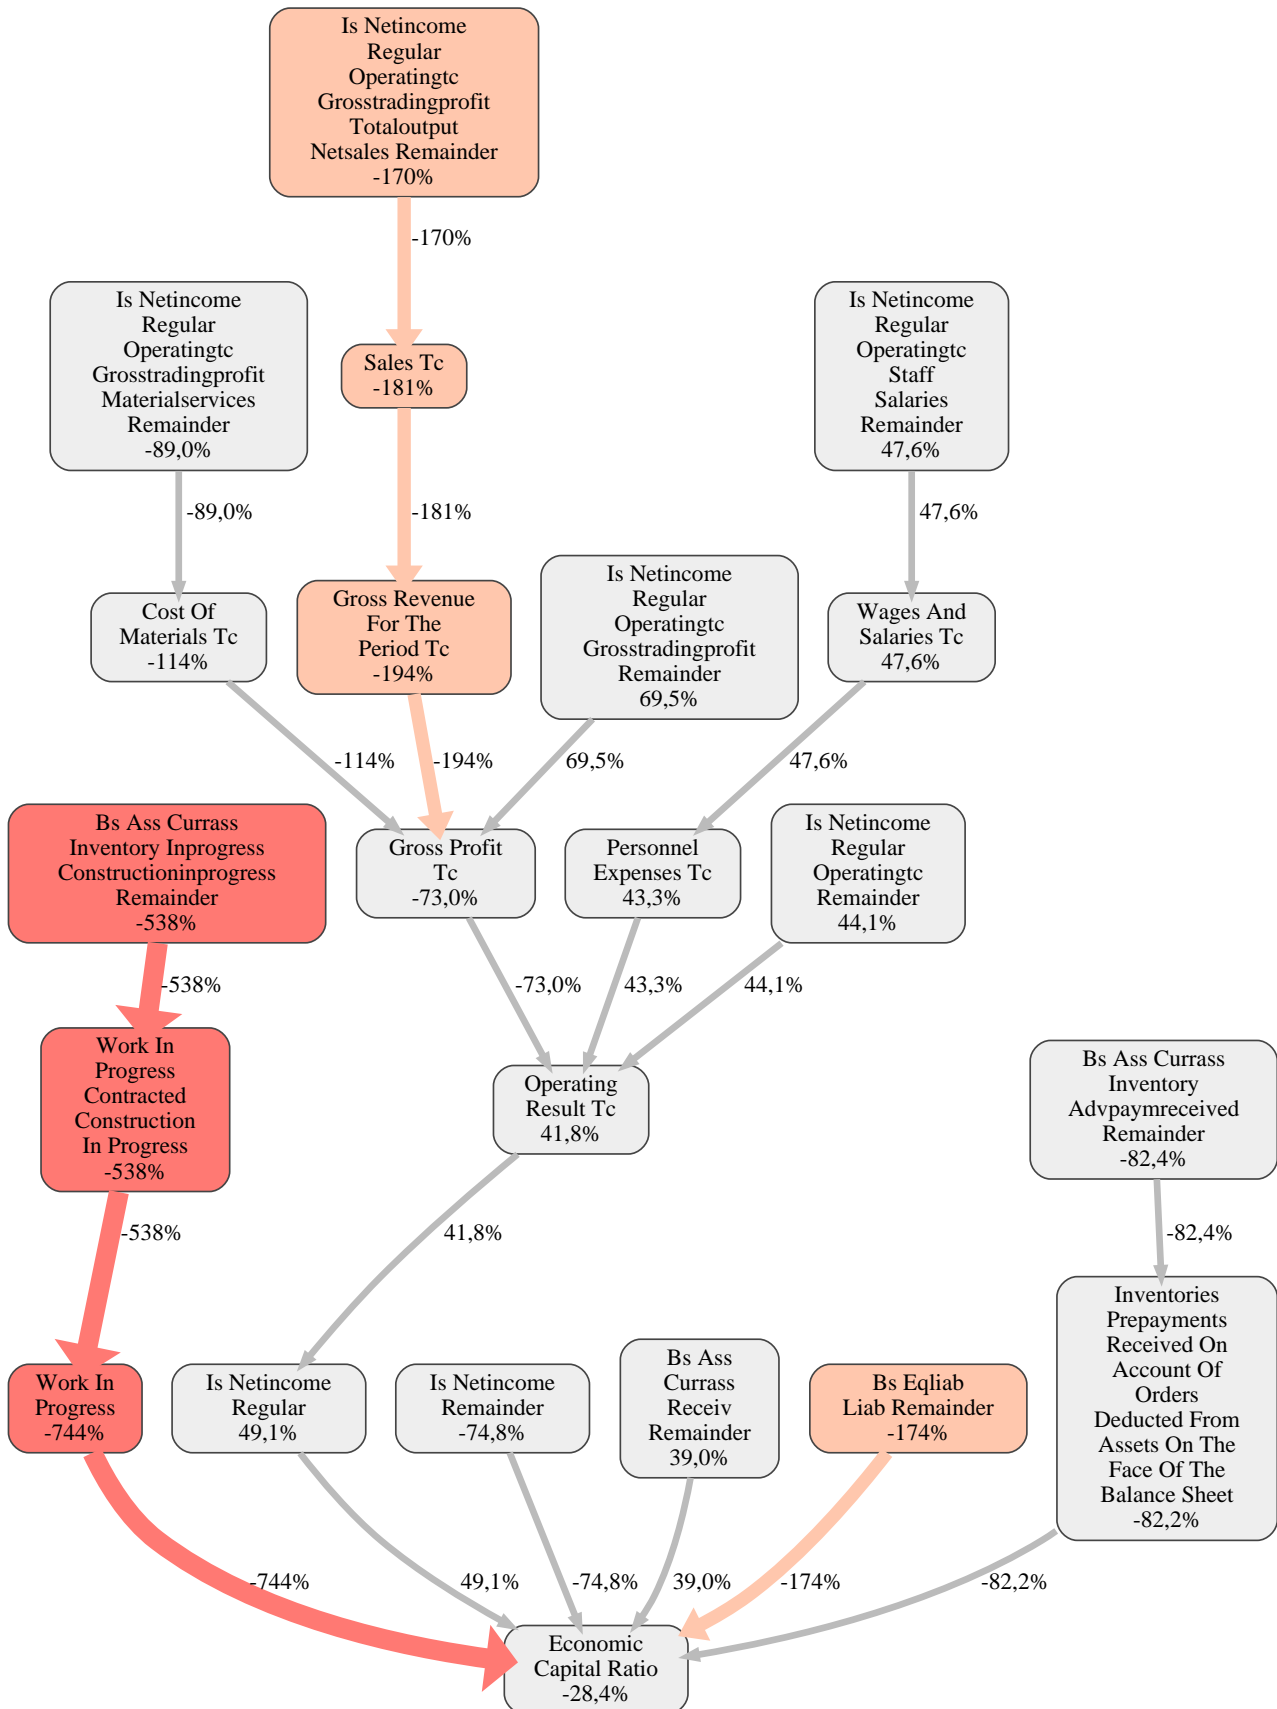 Is Netincome
Regular
Operatingtc
Grosstradingprofit
Totaloutput
Netsales Remainder
-170%
-170%
Is Netincome
Regular
Operatingtc
Grosstradingprofit
Materialservices
Remainder
-89,0%
Sales Tc
-181%
Is Netincome
Regular
Operatingtc
Staff
Salaries
Remainder
47,6%
-89,0%
-181%
47,6%
Cost Of
Materials Tc
-114%
Gross Revenue
For The
Period Tc
-194%
Is Netincome
Regular
Operatingtc
Grosstradingprofit
Remainder
69,5%
Wages And
Salaries Tc
47,6%
-114%
-194%
69,5%
47,6%
Bs Ass Currass
Inventory Inprogress
Constructioninprogress
Remainder
-538%
Gross Profit
Tc
-73,0%
Personnel
Expenses Tc
43,3%
Is Netincome
Regular
Operatingtc
Remainder
44,1%
-538%
-73,0%
43,3%
44,1%
Work In
Progress
Contracted
Construction
In Progress
-538%
Operating
Result Tc
41,8%
Bs Ass Currass
Inventory
Advpaymreceived
Remainder
-82,4%
-538%
41,8%
-82,4%
Work In
Progress
-744%
Is Netincome
Regular
49,1%
Is Netincome
Remainder
-74,8%
Bs Ass
Currass
Receiv
Remainder
39,0%
Bs Eqliab
Liab Remainder
-174%
Inventories
Prepayments
Received On
Account Of
Orders
Deducted From
Assets On The
Face Of The
Balance Sheet
-82,2%
-744%
49,1%
-74,8%
39,0%
-174%
-82,2%
Economic
Capital Ratio
-28,4%